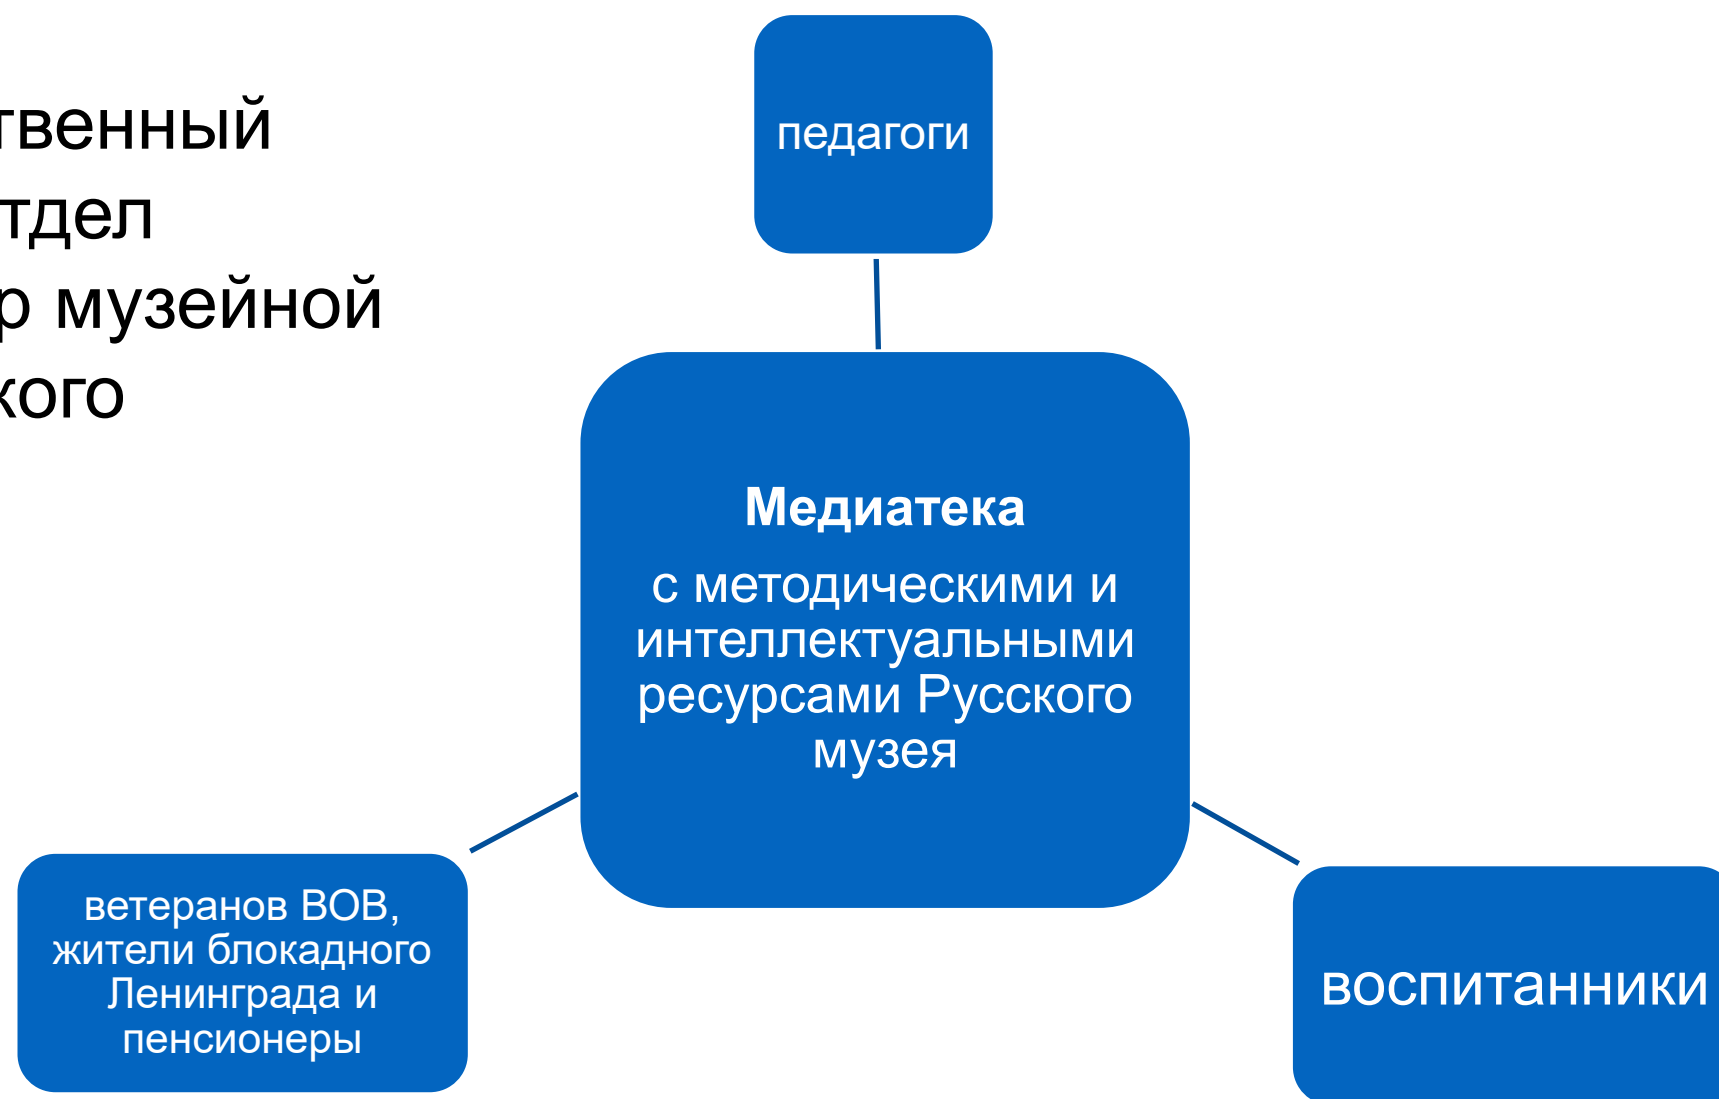 твенный
тдел
р музейной
кого
педагоги
Медиатека
с методическими и
интеллектуальными
ресурсами Русского
музея
ветеранов ВОВ,
жители блокадного
Ленинграда и
пенсионеры
воспитанники